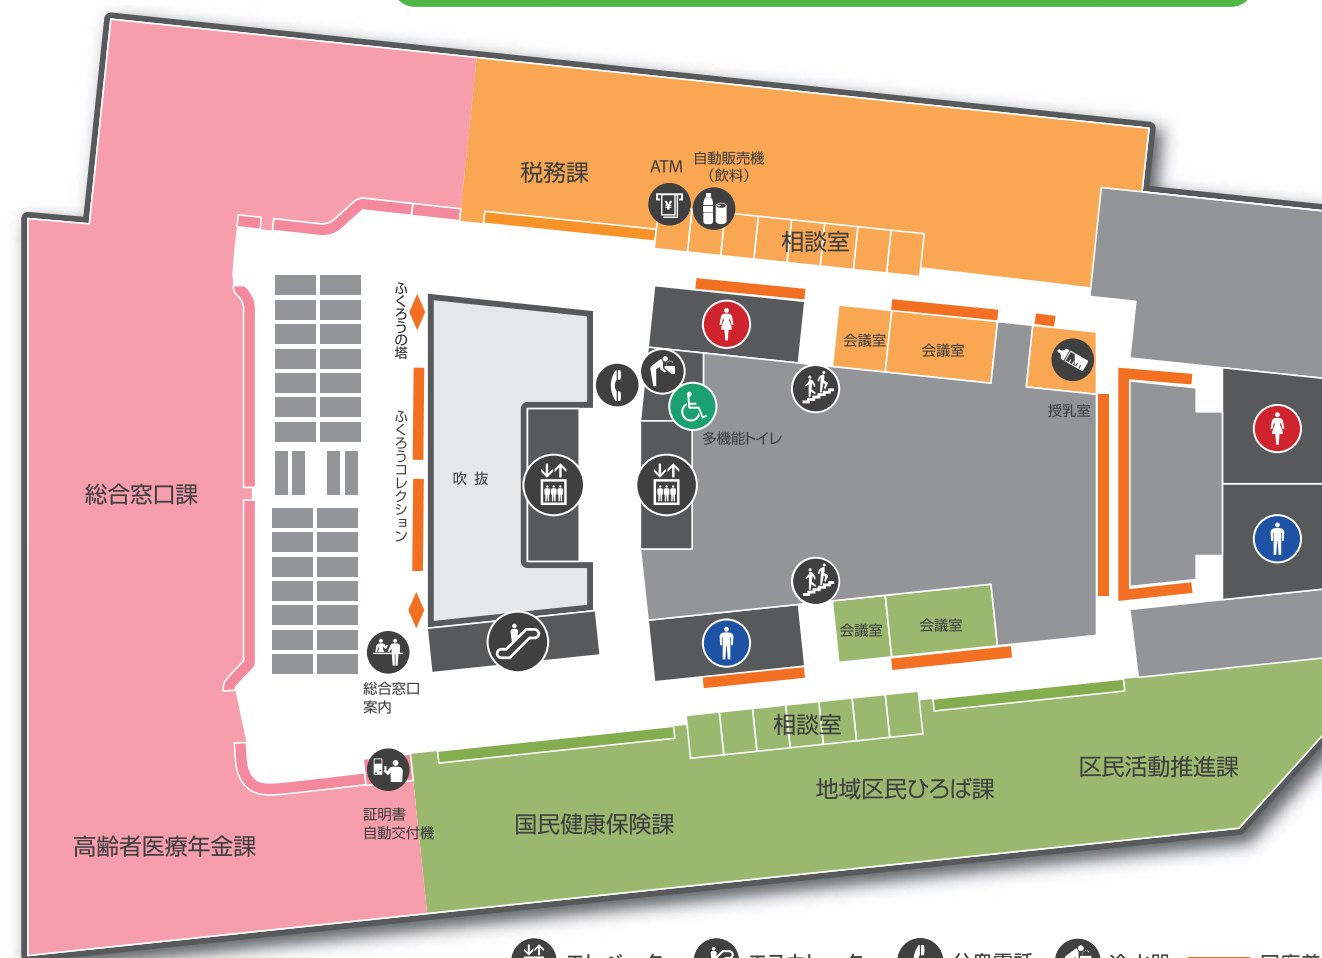 税務課
ATM
自動販売機
（飲料）
相談室
ふくろうの塔
会議室
会議室
授乳室
ふくろうコレクション
多機能トイレ
吹 抜
総合窓口課
会議室
会議室
総合窓口
案内
相談室
区民活動推進課
地域区民ひろば課
国民健康保険課
証明書
自動交付機
高齢者医療年金課